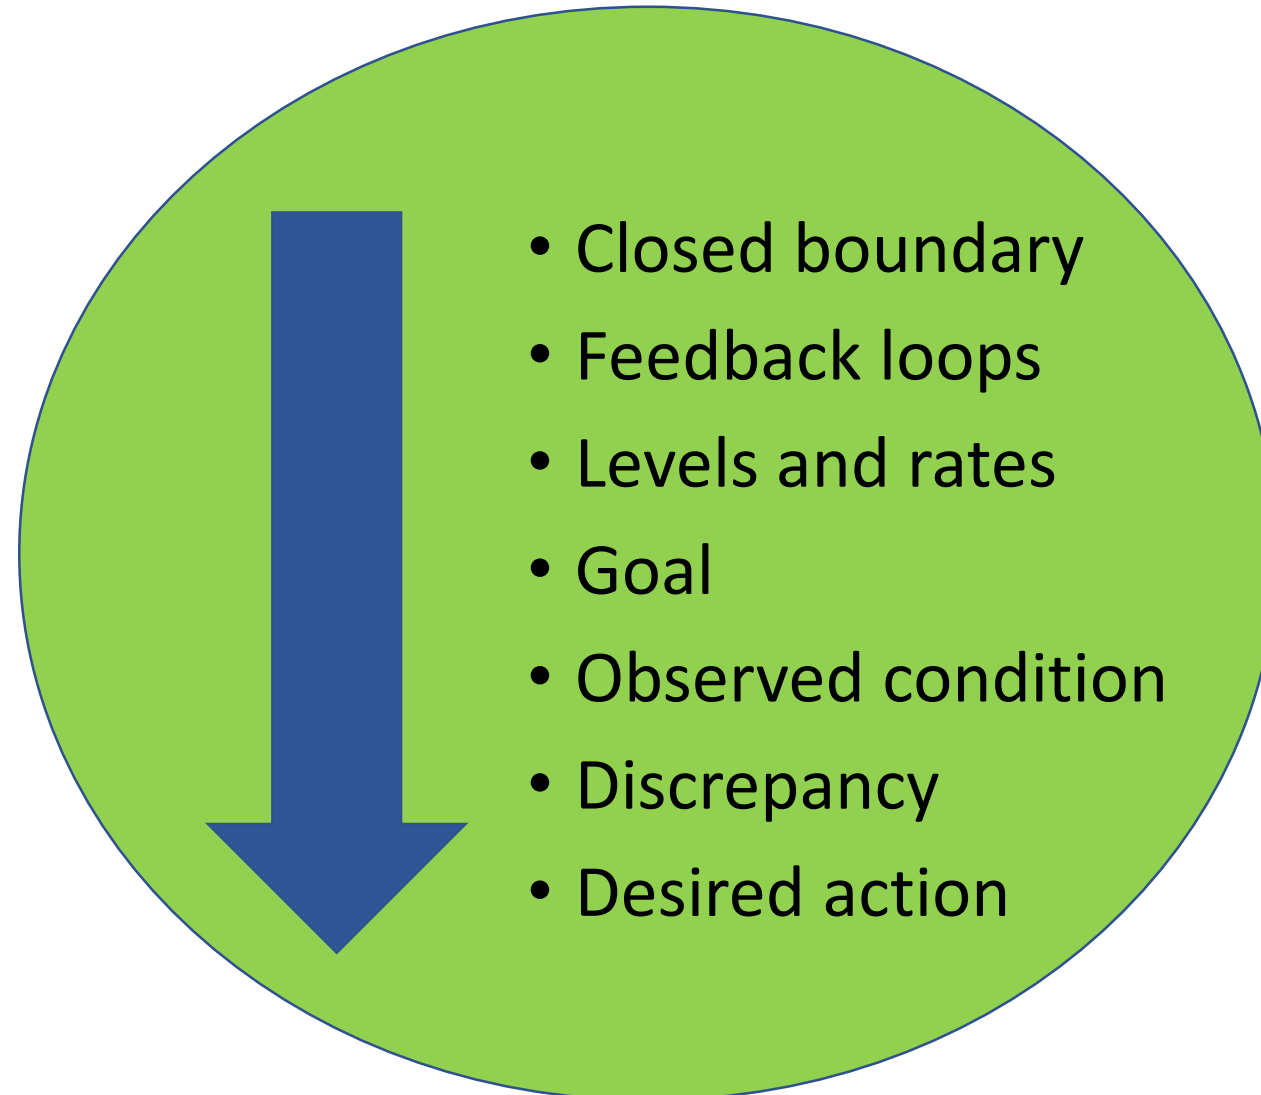 • Closed boundary
• Feedback loops
• Levels and rates
• Goal
• Observed condition
• Discrepancy
• Desired action